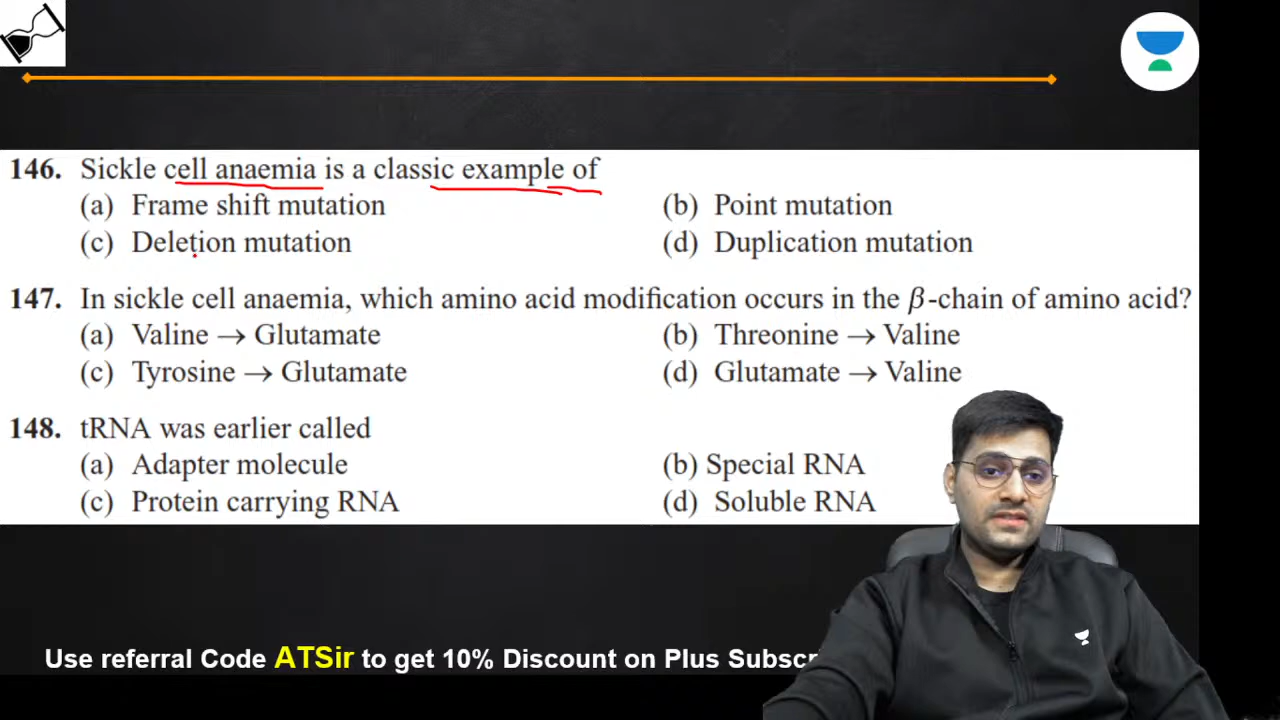 146. Sickle cell anaemia is a classic example of
(a) Frame shift mutation (b) Point mutation
(c) Deletion mutation (d) Duplication mutation
147. In sickle cell anaemia, which amino acid modification occurs in the β-chain of amino acid?
(a) Valine → Glutamate (b) Threonine → Valine
(c) Tyrosine → Glutamate (d) Glutamate → Valine
148. tRNA was earlier called
(a) Adapter molecule (b) Special RNA
(c) Protein carrying RNA (d) Soluble RNA
Use referral Code ATSir to get 10% Discount on Plus